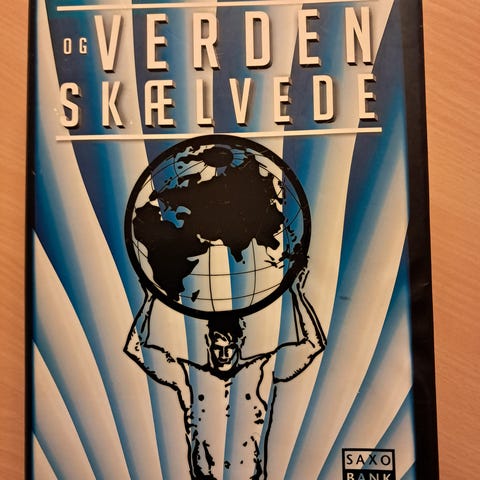 OG VERDEN
SKÆLVEDE
SAXO
BANK